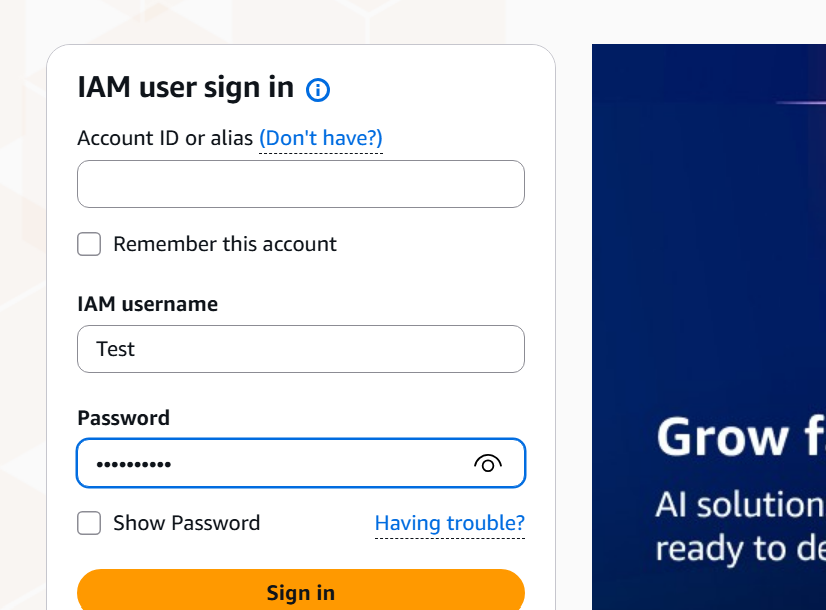 IAM user sign in
Account ID or alias (Don't have?)
Remember this account
IAM username
Test
Password
••••••••••
Show Password
Having trouble?
Sign in
Grow
AI solution
ready to de